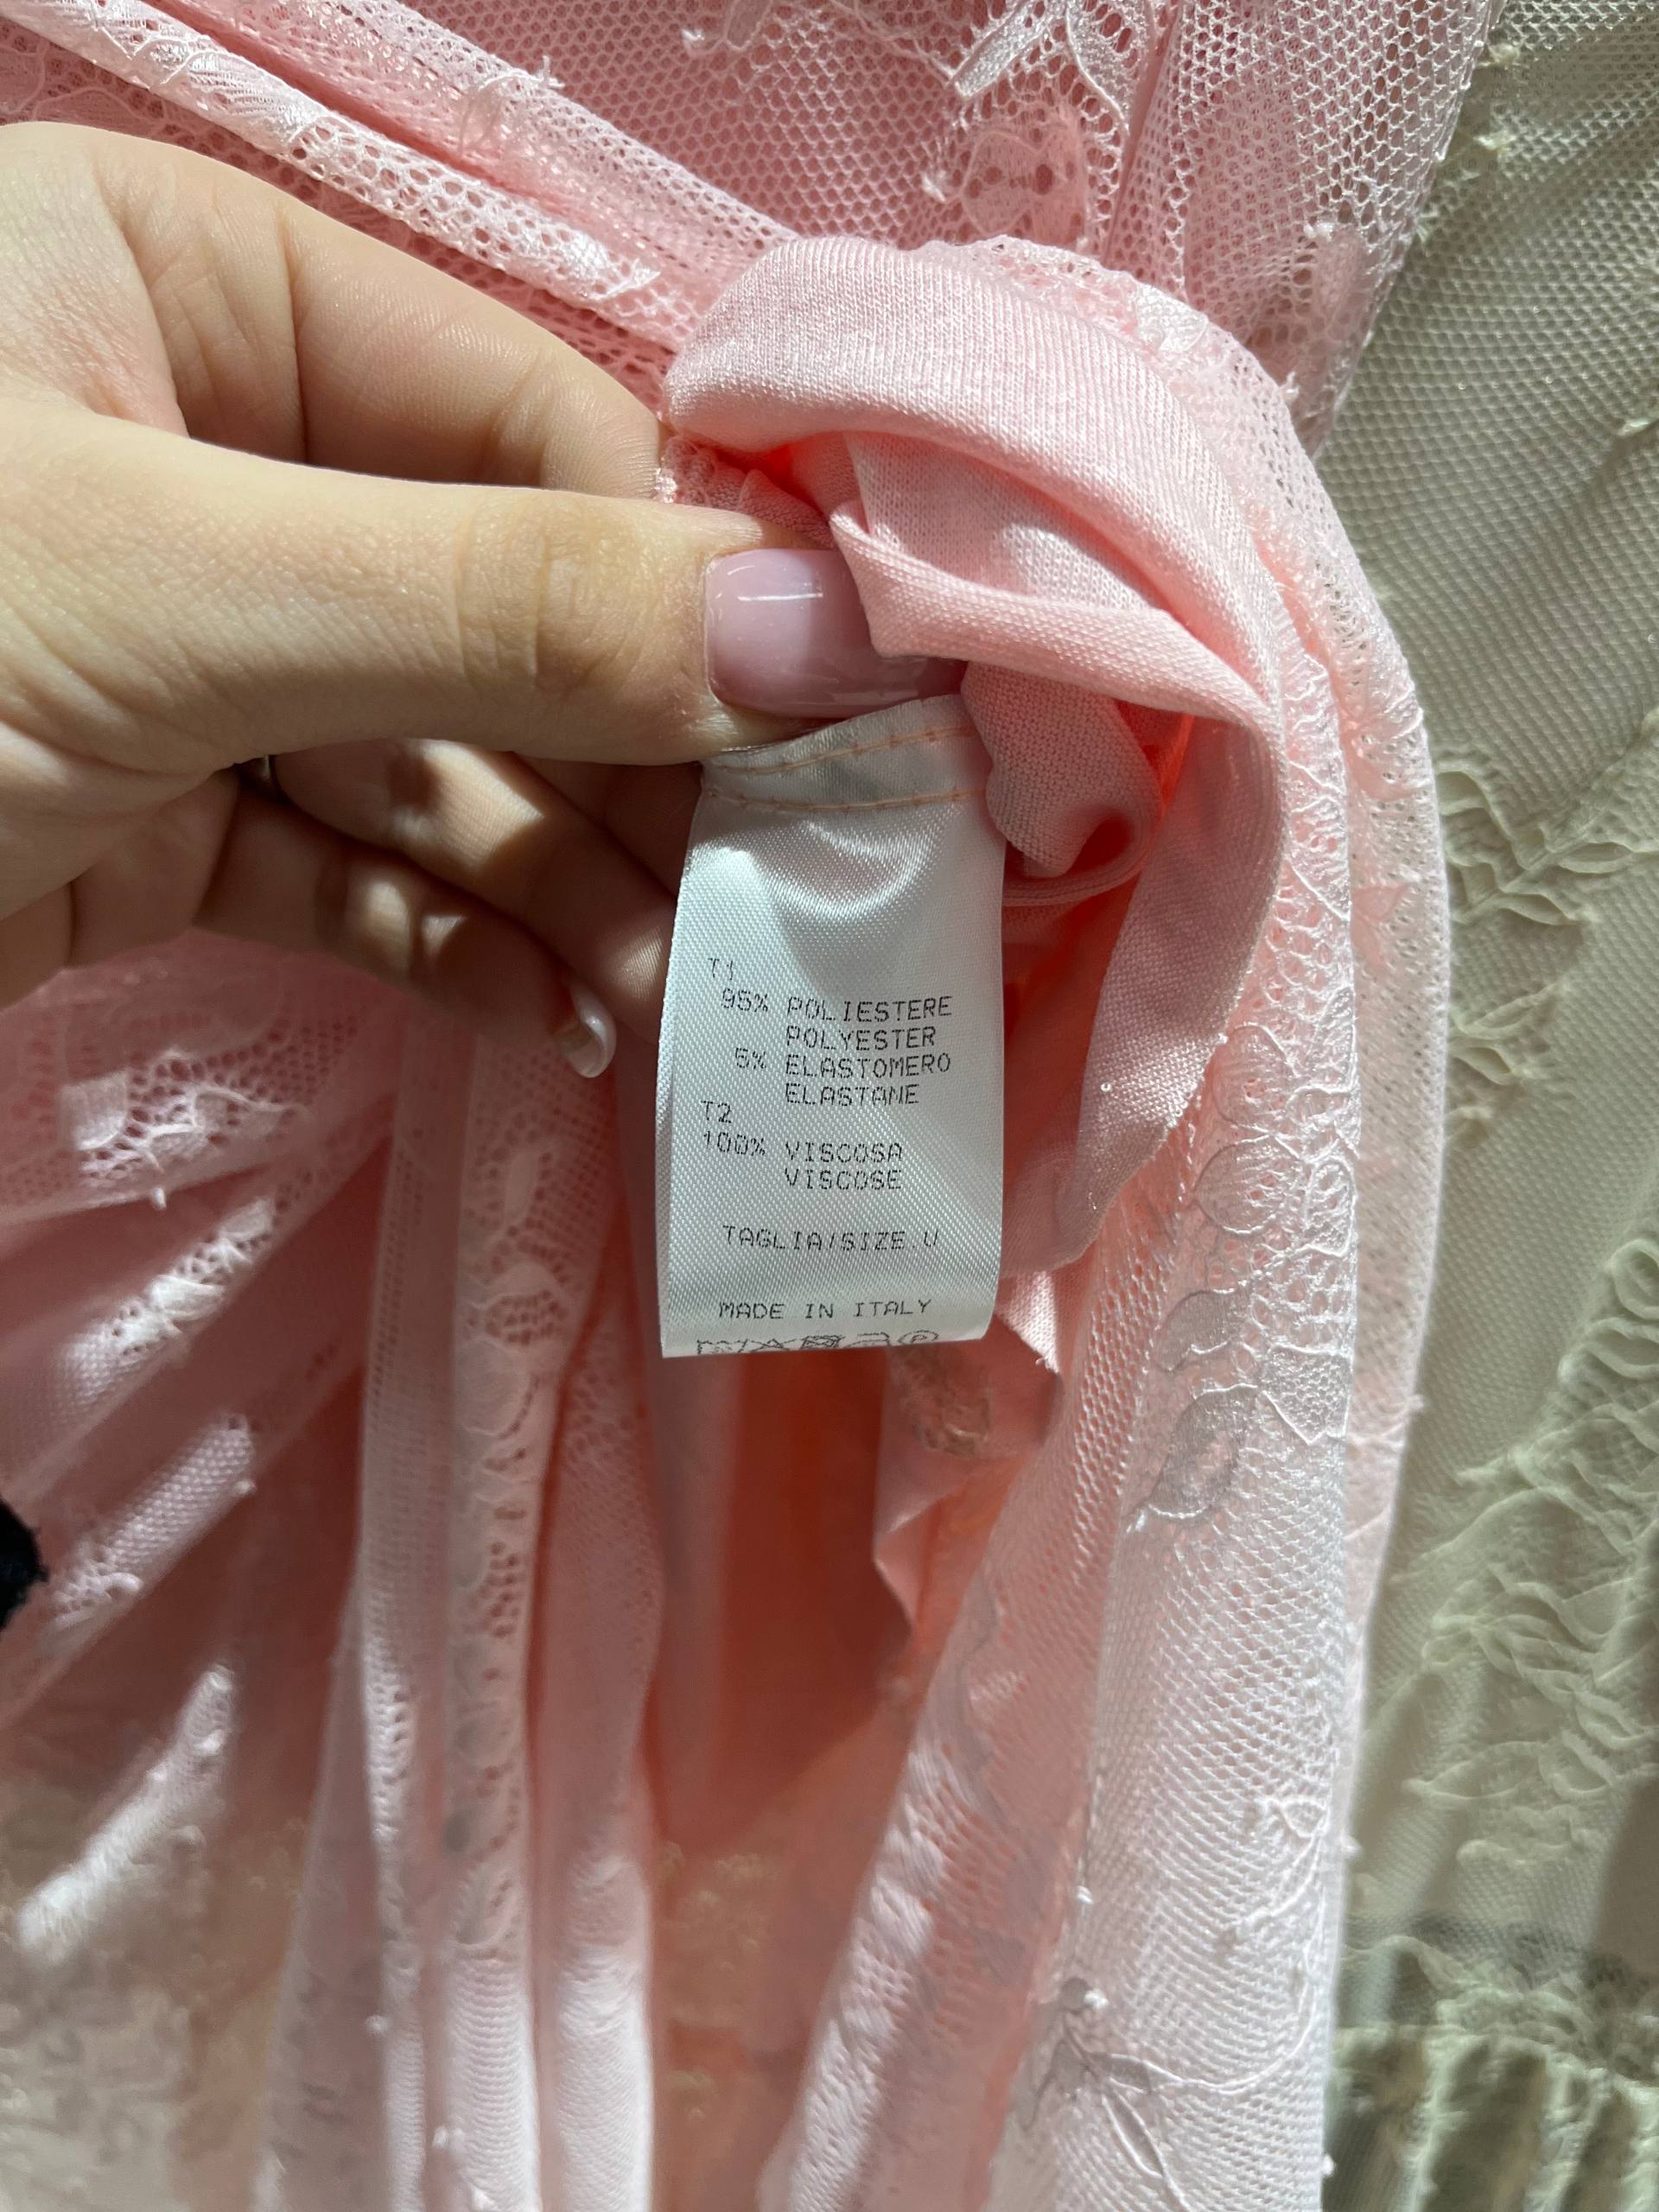 T1
95% POLIESTERE
POLYESTER
5% ELASTOMERO
ELASTANE
T2
100% VISCOSA
VISCOSE
TAGLIA/SIZE.U
MADE IN ITALY
P